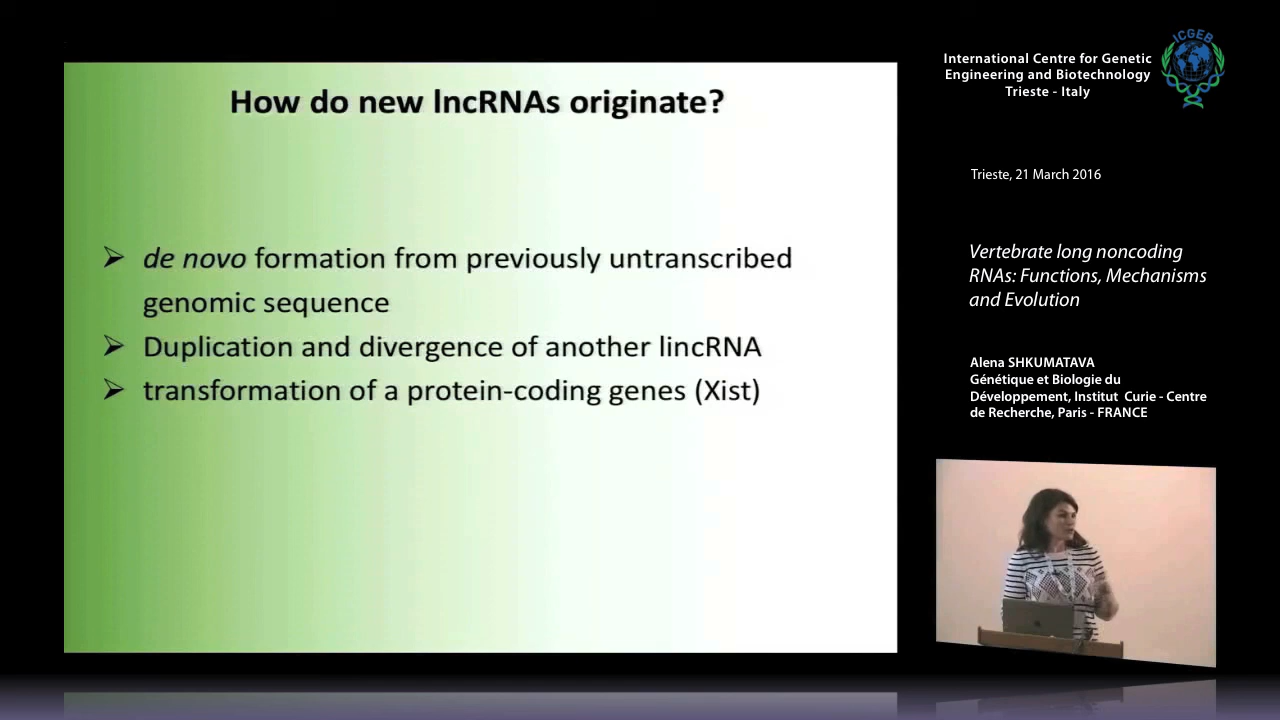 How do new lncRNAs originate?
➢ de novo formation from previously untranscribed
genomic sequence
➢ Duplication and divergence of another lincRNA
➢ transformation of a protein-coding genes (Xist)
International Centre for Genetic
Engineering and Biotechnology
Trieste - Italy
ICGEB
Trieste, 21 March 2016
Vertebrate long noncoding
RNAs: Functions, Mechanisms
and Evolution
Alena SHKUMATAVA
Génétique et Biologie du
Développement, Institut Curie - Centre
de Recherche, Paris - FRANCE